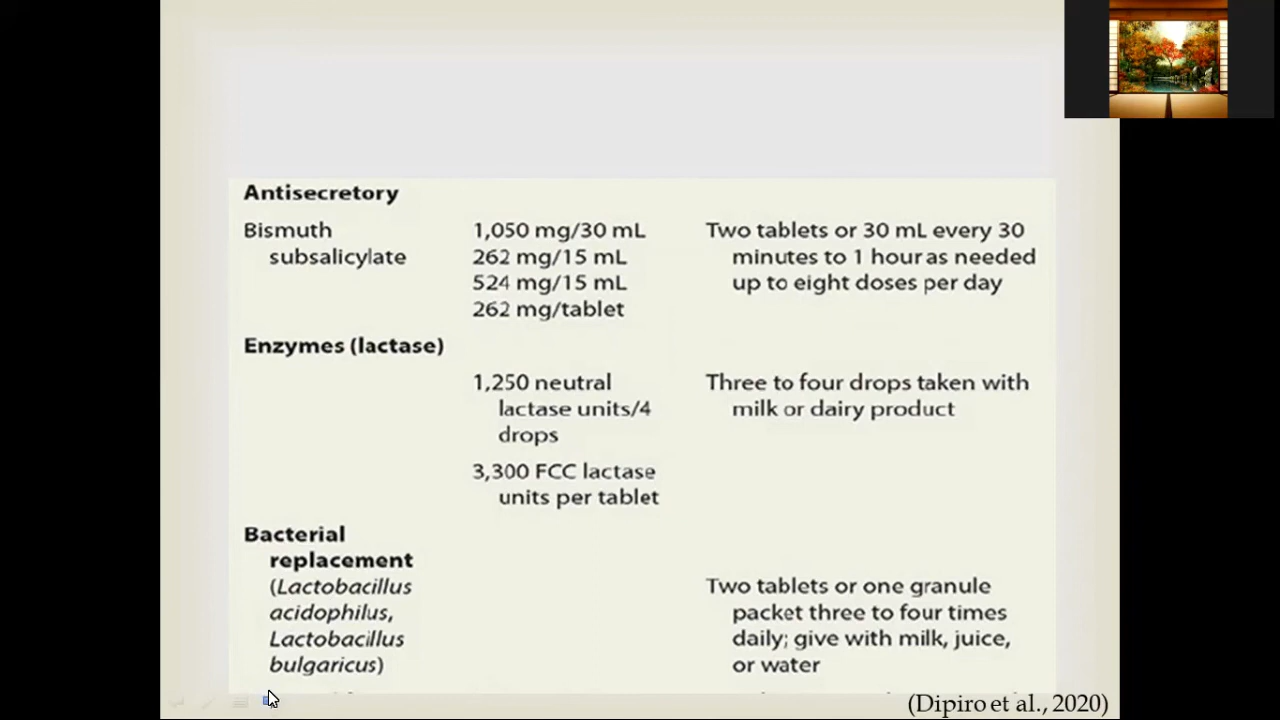 Antisecretory
Bismuth subsalicylate
1,050 mg/30 mL
262 mg/15 mL
524 mg/15 mL
262 mg/tablet
Two tablets or 30 mL every 30
minutes to 1 hour as needed
up to eight doses per day
Enzymes (lactase)
1,250 neutral
lactase units/4
drops
3,300 FCC lactase
units per tablet
Three to four drops taken with
milk or dairy product
Bacterial
replacement
(Lactobacillus
acidophilus,
Lactobacillus
bulgaricus)
Two tablets or one granule
packet three to four times
daily; give with milk, juice,
or water
(Dipiro et al., 2020)